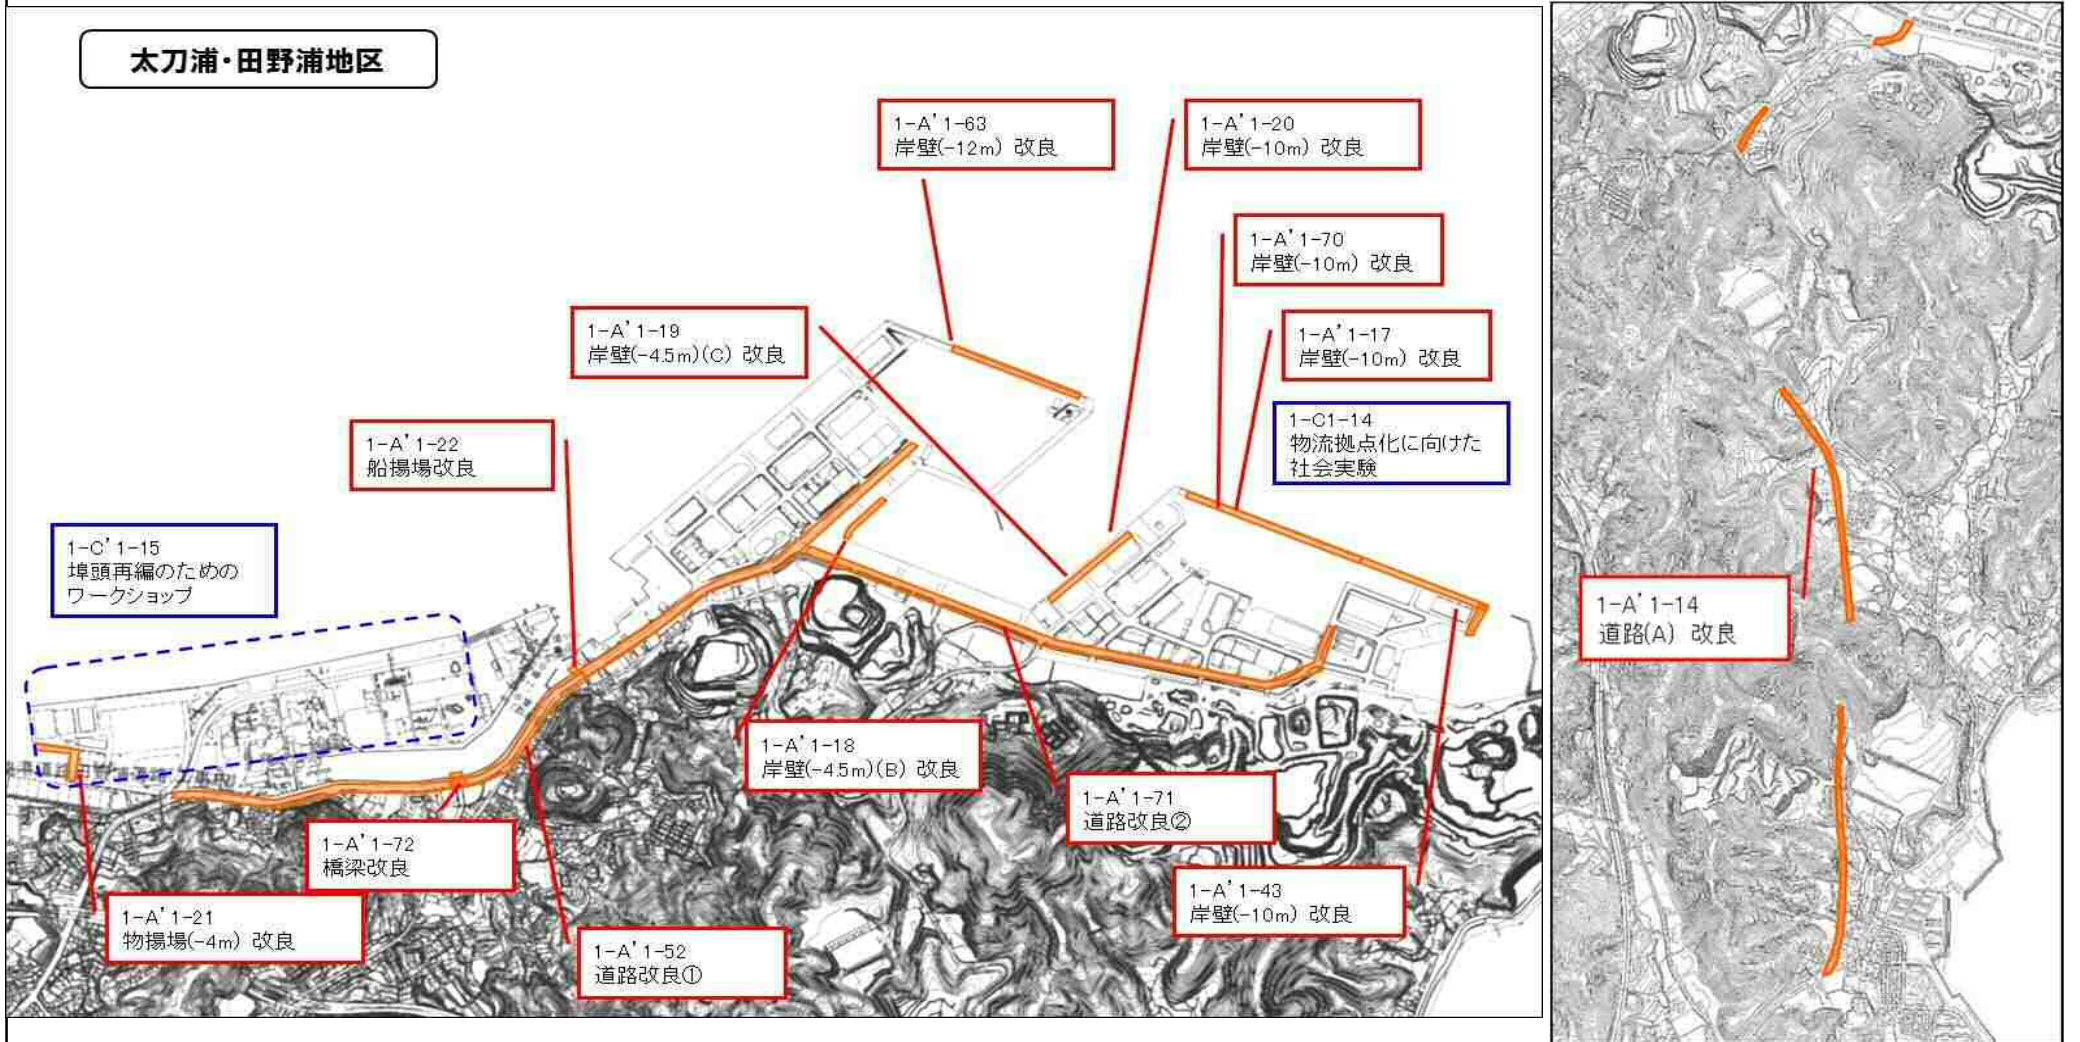 太刀浦・田野浦地区
1-A' 1-63
岸壁(-12m) 改良
1-A' 1-20
岸壁(-10m) 改良
1-A' 1-70
岸壁(-10m) 改良
1-A' 1-19
岸壁(-4.5m)(C) 改良
1-A' 1-17
岸壁(-10m) 改良
1-C1-14
物流拠点化に向けた
社会実験
1-A' 1-22
船揚場改良
1-C' 1-15
埠頭再編のための
ワークショップ
1-A' 1-18
岸壁(-4.5m)(B) 改良
1-A' 1-71
道路改良②
1-A' 1-72
橋梁改良
1-A' 1-43
岸壁(-10m) 改良
1-A' 1-21
物揚場(-4m) 改良
1-A' 1-52
道路改良①
1-A' 1-14
道路(A) 改良